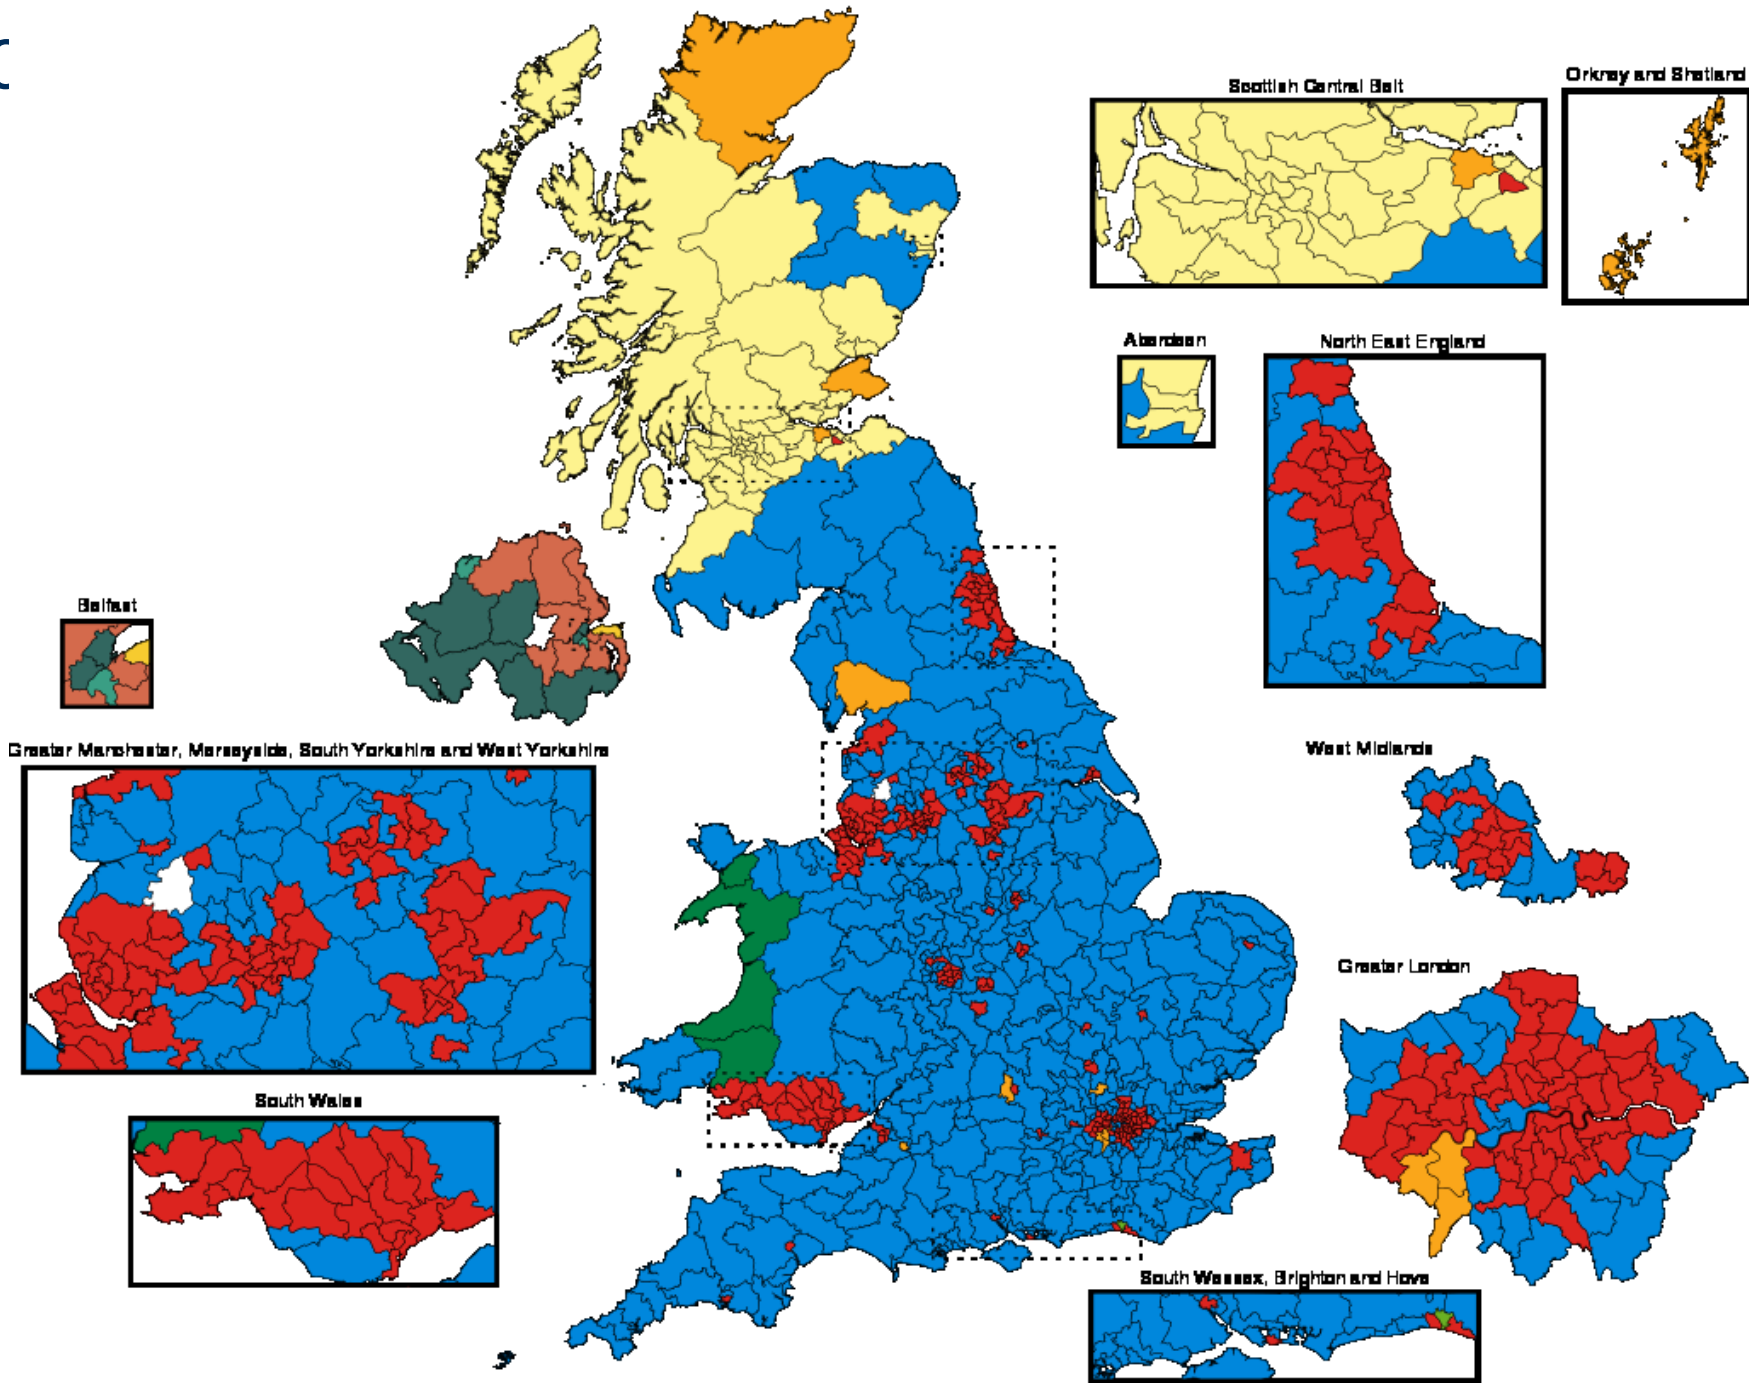 Scottish Central Belt
Orkney and Shetland
Aberdeen
North East England
Belfast
Greater Manchester, Merseyside, South Yorkshire and West Yorkshire
West Midlands
Greater London
South Wales
South Wessex, Brighton and Hove